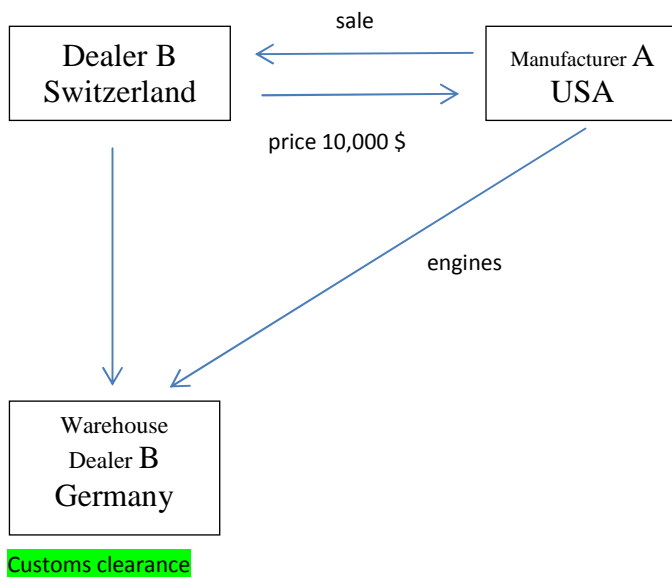 sale
Dealer B
Switzerland
Manufacturer A
USA
price 10,000 $
engines
Warehouse
Dealer B
Germany
Customs clearance